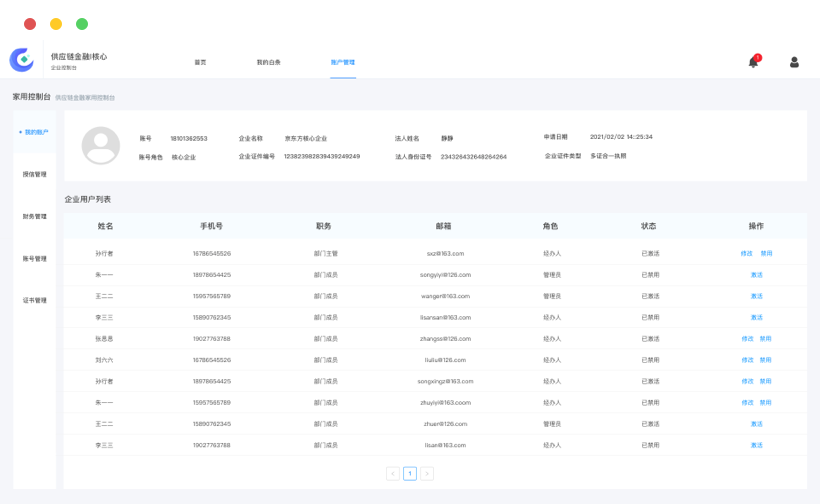 供应链金融|核心
企业控制台
首页
我的白条
账户管理
1
家用控制台 供应链金融家用控制台
我的账户
授信管理
财务管理
账号管理
证书管理
账号 18101362553 企业名称 京东方核心企业 法人姓名 静静 申请日期 2021/02/02 14:25:34
账号角色 核心企业 企业证件编号 123823982839439249249 法人身份证号 234326432648264264 企业证件类型 多证合一执照
企业用户列表
姓名 手机号 职务 邮箱 角色 状态 操作
孙行者 16786545526 部门主管 sxz@163.com 经办人 已激活 修改 禁用
朱一一 18978654425 部门成员 songyiyi@126.com 管理员 已禁用 激活
王二二 15957565789 部门成员 wanger@163.com 管理员 已激活 激活
李三三 15890762345 部门成员 lisansan@163.com 经办人 已禁用 激活
张思思 19027763788 部门成员 zhangss@126.com 经办人 已激活 修改 禁用
刘六六 16786545526 部门成员 liuliu@126.com 经办人 已禁用 修改 禁用
孙行者 18978654425 部门成员 songxingz@163.com 经办人 已激活 修改 禁用
朱一一 15957565789 部门成员 zhuyiyi@163.coom 经办人 已禁用 修改 禁用
王二二 15890762345 部门成员 zhuer@126.com 管理员 已激活 激活
李三三 19027763788 部门成员 lisan@163.com 经办人 已禁用 激活
< 1 >